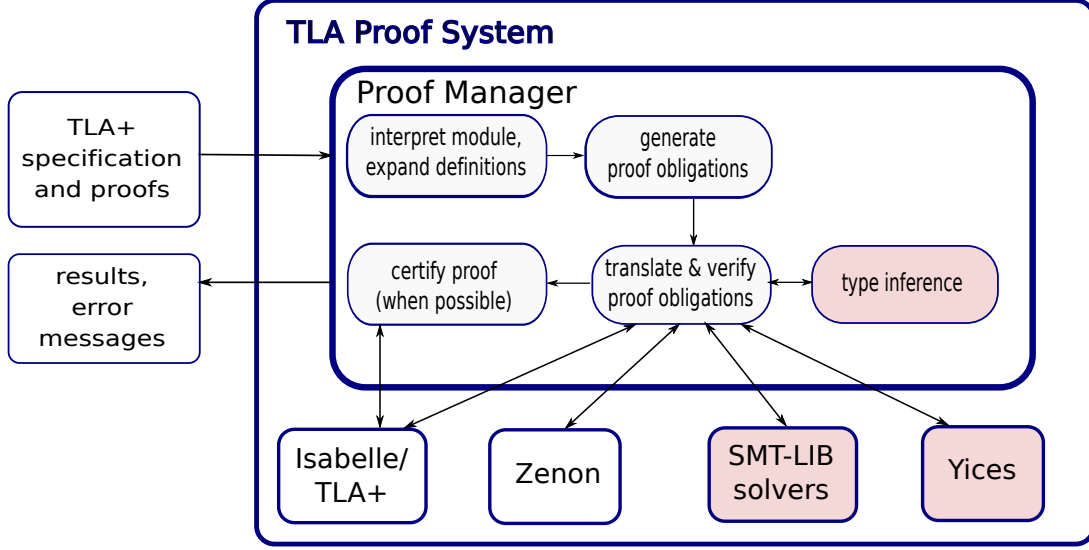 TLA Proof System
Proof Manager
TLA+
specification
and proofs
interpret module,
expand definitions
generate
proof obligations
results,
error
messages
certify proof
(when possible)
translate & verify
proof obligations
type inference
Isabelle/
TLA+
Zenon
SMT-LIB
solvers
Yices